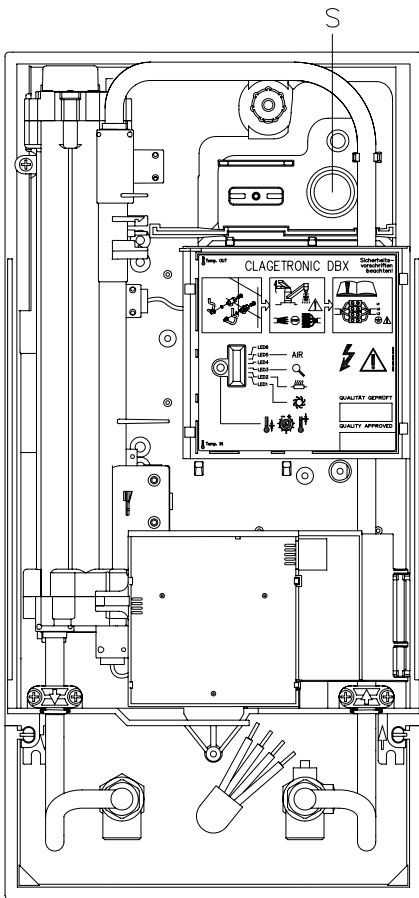 S
Temp. OUT
CLAGETRONIC DBX
Sicherheits-
vorschriften
beachten!
LED6
LED5
AIR
LED4
LED3
LED2
LED1
QUALITÄT GEPRÜFT
QUALITY APPROVED
Temp. IN